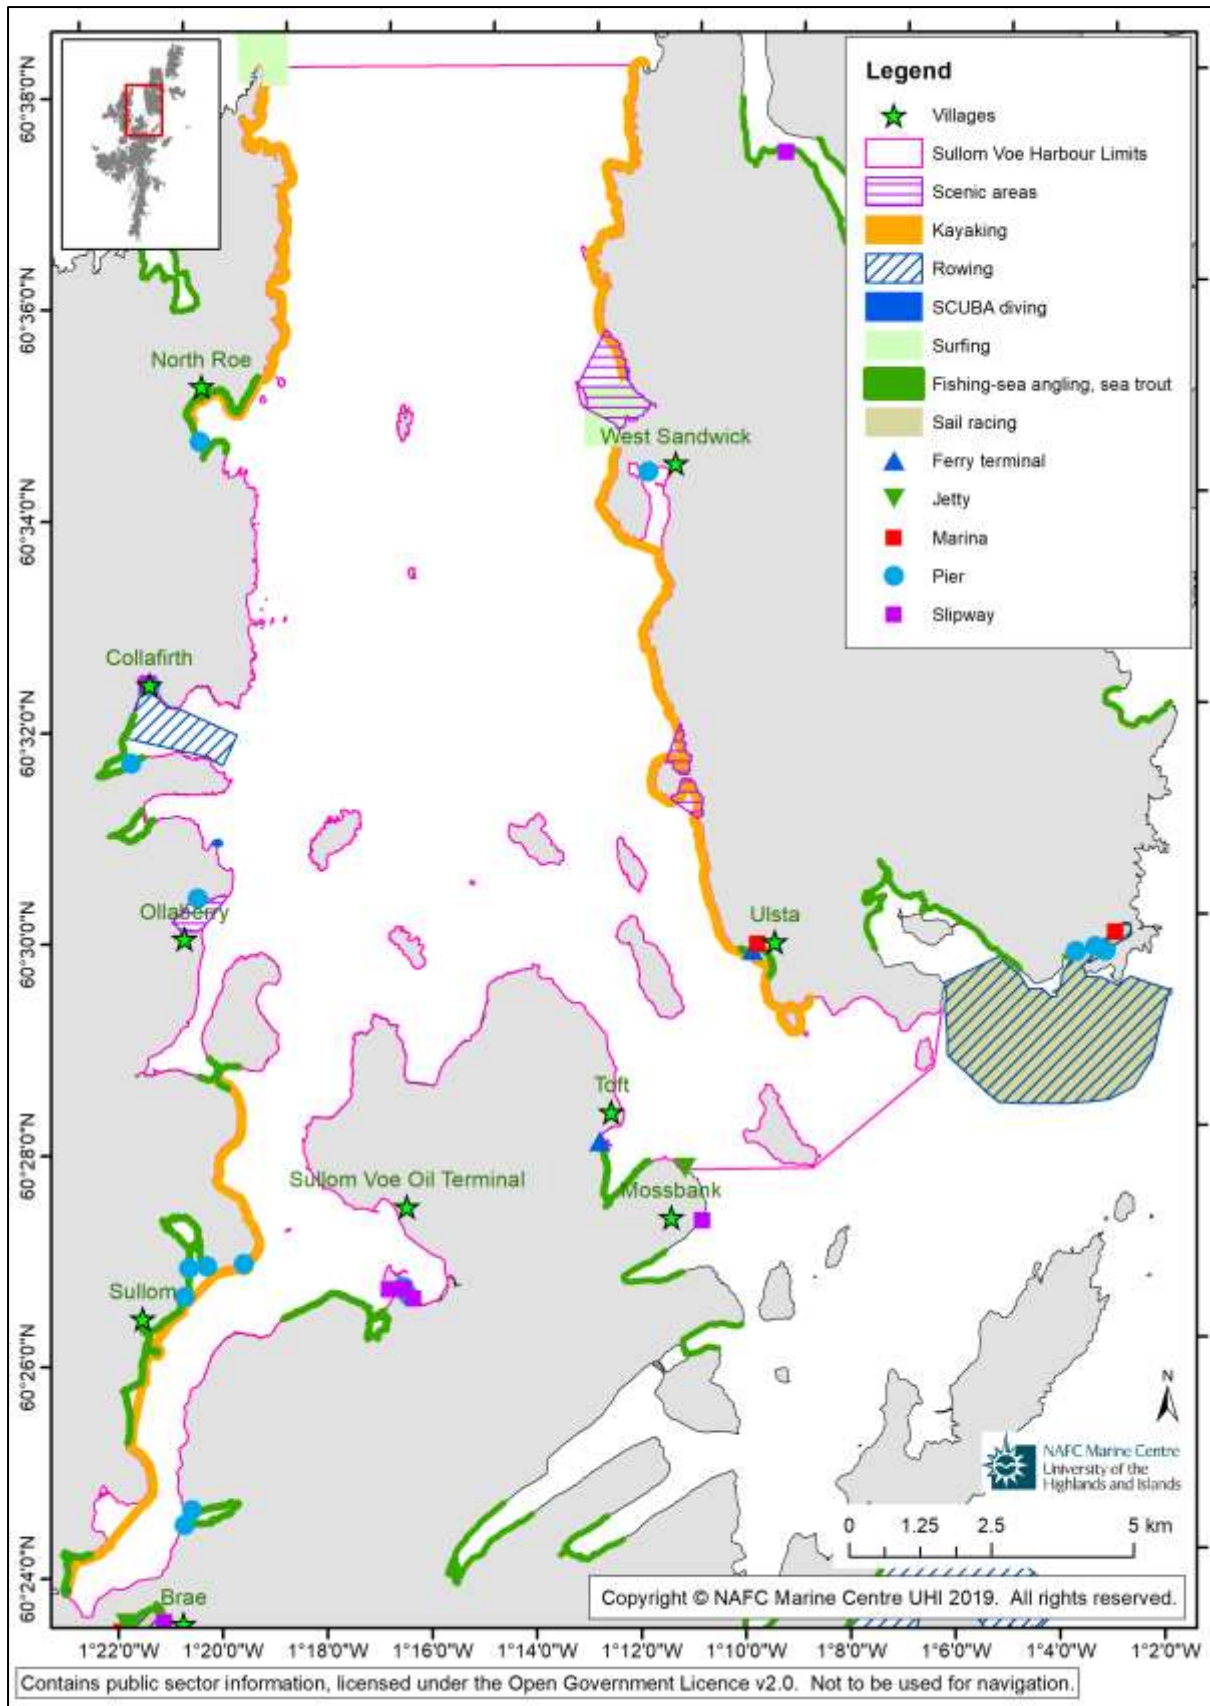 Legend
Villages
Sullom Voe Harbour Limits
Scenic areas
Kayaking
Rowing
SCUBA diving
Surfing
Fishing-sea angling, sea trout
Sail racing
Ferry terminal
Jetty
Marina
Pier
Slipway
60°38'0"N
60°36'0"N
60°34'0"N
60°32'0"N
60°30'0"N
60°28'0"N
60°26'0"N
60°24'0"N
North Roe
West Sandwick
Collafirth
Ollaberry
Ulsta
Toft
Sullom Voe Oil Terminal
Mossbank
Sullom
Brae
N
NAFC Marine Centre
University of the
Highlands and Islands
0 1.25 2.5 5 km
Copyright © NAFC Marine Centre UHI 2019. All rights reserved.
1°22'0"W 1°20'0"W 1°18'0"W 1°16'0"W 1°14'0"W 1°12'0"W 1°10'0"W 1°8'0"W 1°6'0"W 1°4'0"W 1°2'0"W
Contains public sector information, licensed under the Open Government Licence v2.0. Not to be used for navigation.